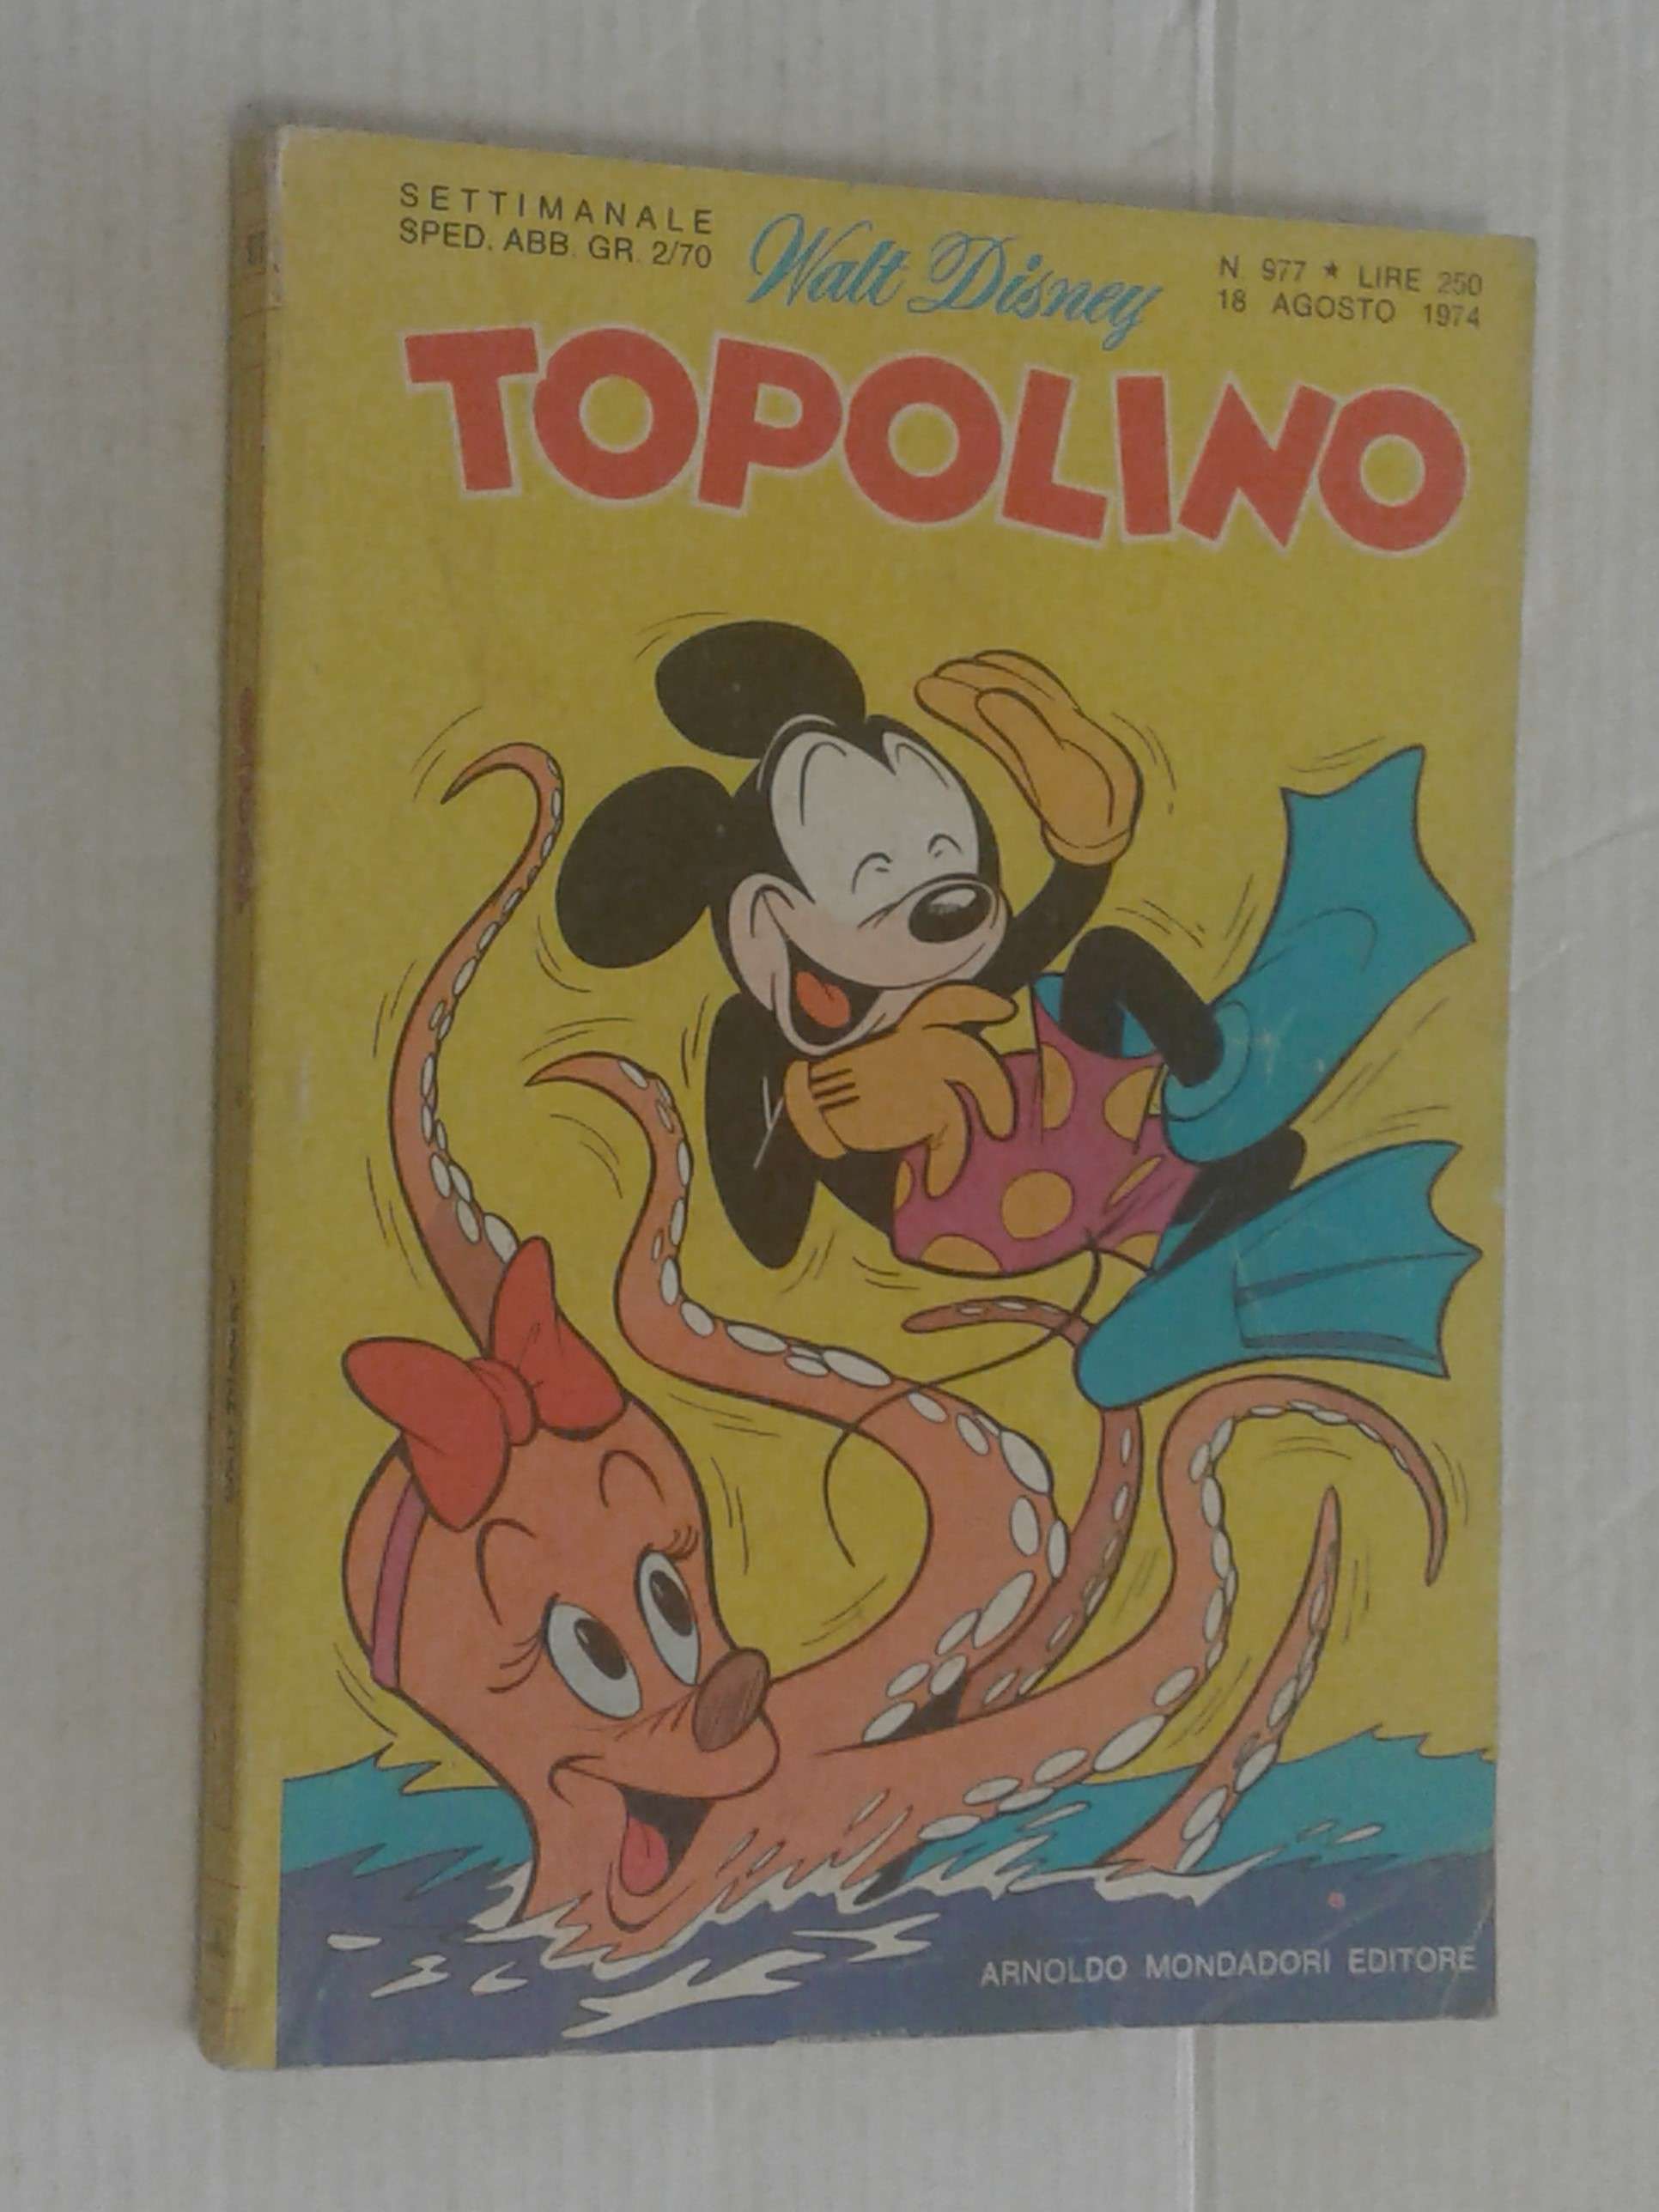 SETTIMANALE
SPED. ABB. GR. 2/70
Walt Disney
N. 977 * LIRE 250
18 AGOSTO 1974
TOPOLINO
ARNOLDO MONDADORI EDITORE